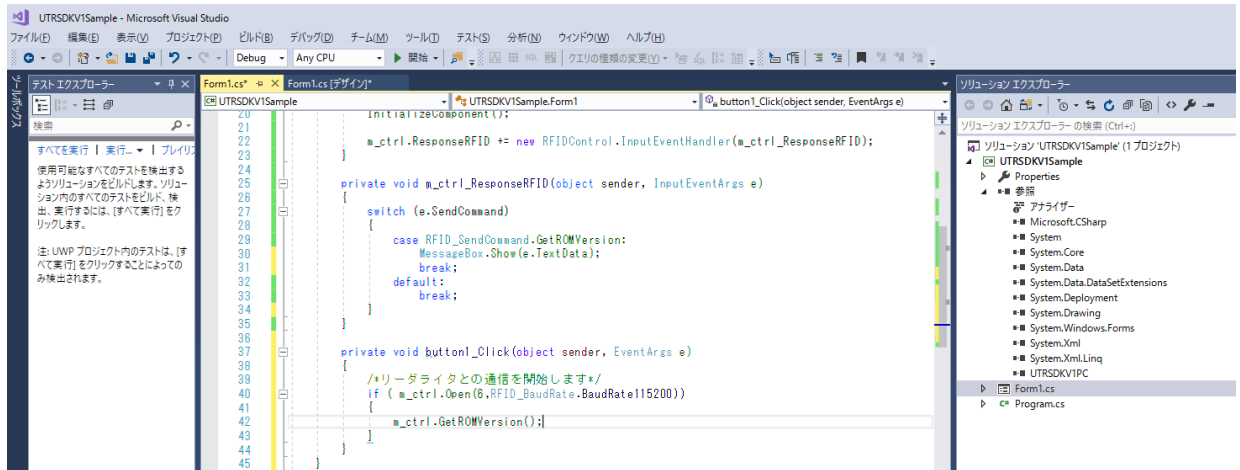 UTRSDKV1Sample - Microsoft Visual Studio
ファイル(F) 編集(E) 表示(V) プロジェクト(P) ビルド(B) デバッグ(D) チーム(M) ツール(T) テスト(S) 分析(N) ウィンドウ(W) ヘルプ(H)
Debug Any CPU 開始 クエリの種類の変更(Y)
ツールボックス
テスト エクスプローラー
検索
すべてを実行 | 実行... プレイリス
使用可能なすべてのテストを検出する
ようソリューションをビルドします。ソリュー
ション内のすべてのテストをビルド、検
出、実行するには、[すべて実行] をク
リックします。
注: UWP プロジェクト内のテストは、[す
べて実行] をクリックすることによっての
み検出されます。
Form1.cs* Form1.cs [デザイン]*
UTRSDKV1Sample UTRSDKV1Sample.Form1 button1_Click(object sender, EventArgs e)
20 InitializeComponent();
21
22 m_ctrl.ResponseRFID += new RFIDControl.InputEventHandler(m_ctrl_ResponseRFID);
23 }
24
25 private void m_ctrl_ResponseRFID(object sender, InputEventArgs e)
26 {
27 switch (e.SendCommand)
28 {
29 case RFID_SendCommand.GetROMVersion:
30 MessageBox.Show(e.TextData);
31 break;
32 default:
33 break;
34 }
35 }
36
37 private void button1_Click(object sender, EventArgs e)
38 {
39 /*リーダライタとの通信を開始します*/
40 if ( m_ctrl.Open(6,RFID_BaudRate.BaudRate115200))
41 {
42 m_ctrl.GetROMVersion();
43 }
44 }
45 }
ソリューション エクスプローラー
ソリューション エクスプローラー の検索 (Ctrl+:)
ソリューション 'UTRSDKV1Sample' (1 プロジェクト)
UTRSDKV1Sample
Properties
参照
アナライザー
Microsoft.CSharp
System
System.Core
System.Data
System.Data.DataSetExtensions
System.Deployment
System.Drawing
System.Windows.Forms
System.Xml
System.Xml.Linq
UTRSDKV1PC
Form1.cs
Program.cs